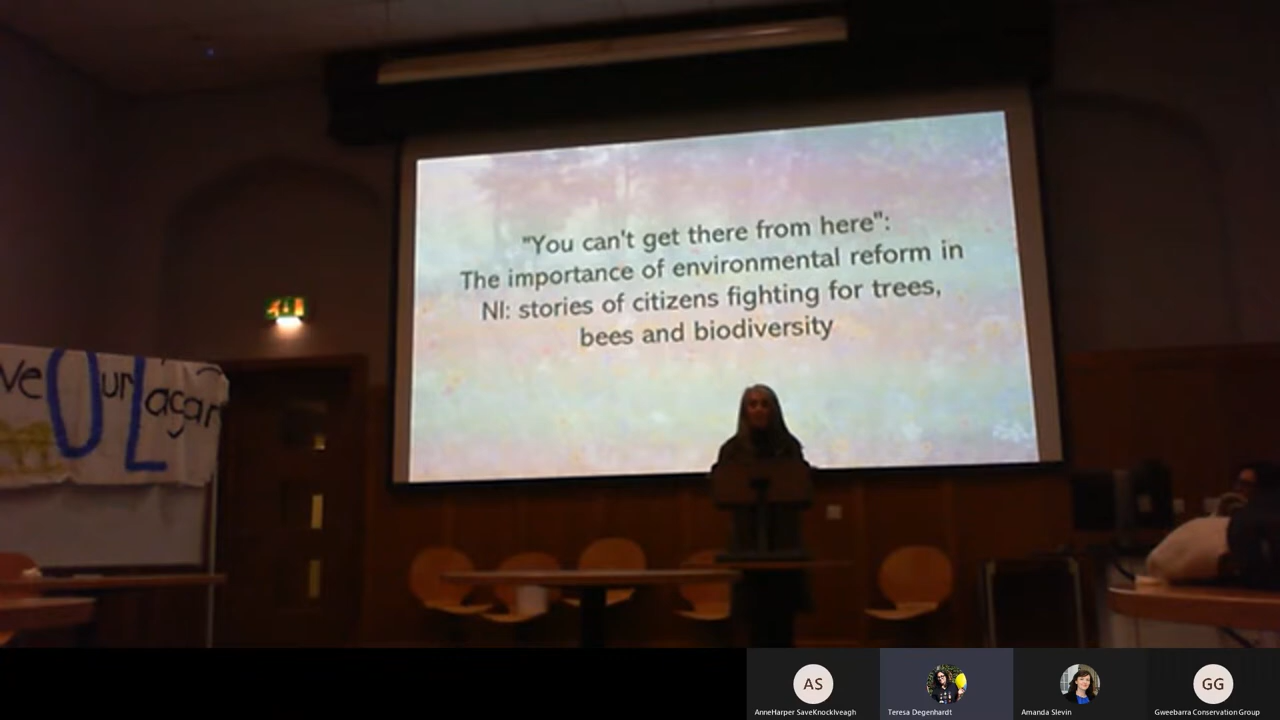 "You can't get there from here":
The importance of environmental reform in
NI: stories of citizens fighting for trees,
bees and biodiversity
ve Our Lagan
AS
GG
AnneHarper SaveKnockIveagh
Teresa Degenhardt
Amanda Slevin
Gweebarra Conservation Group